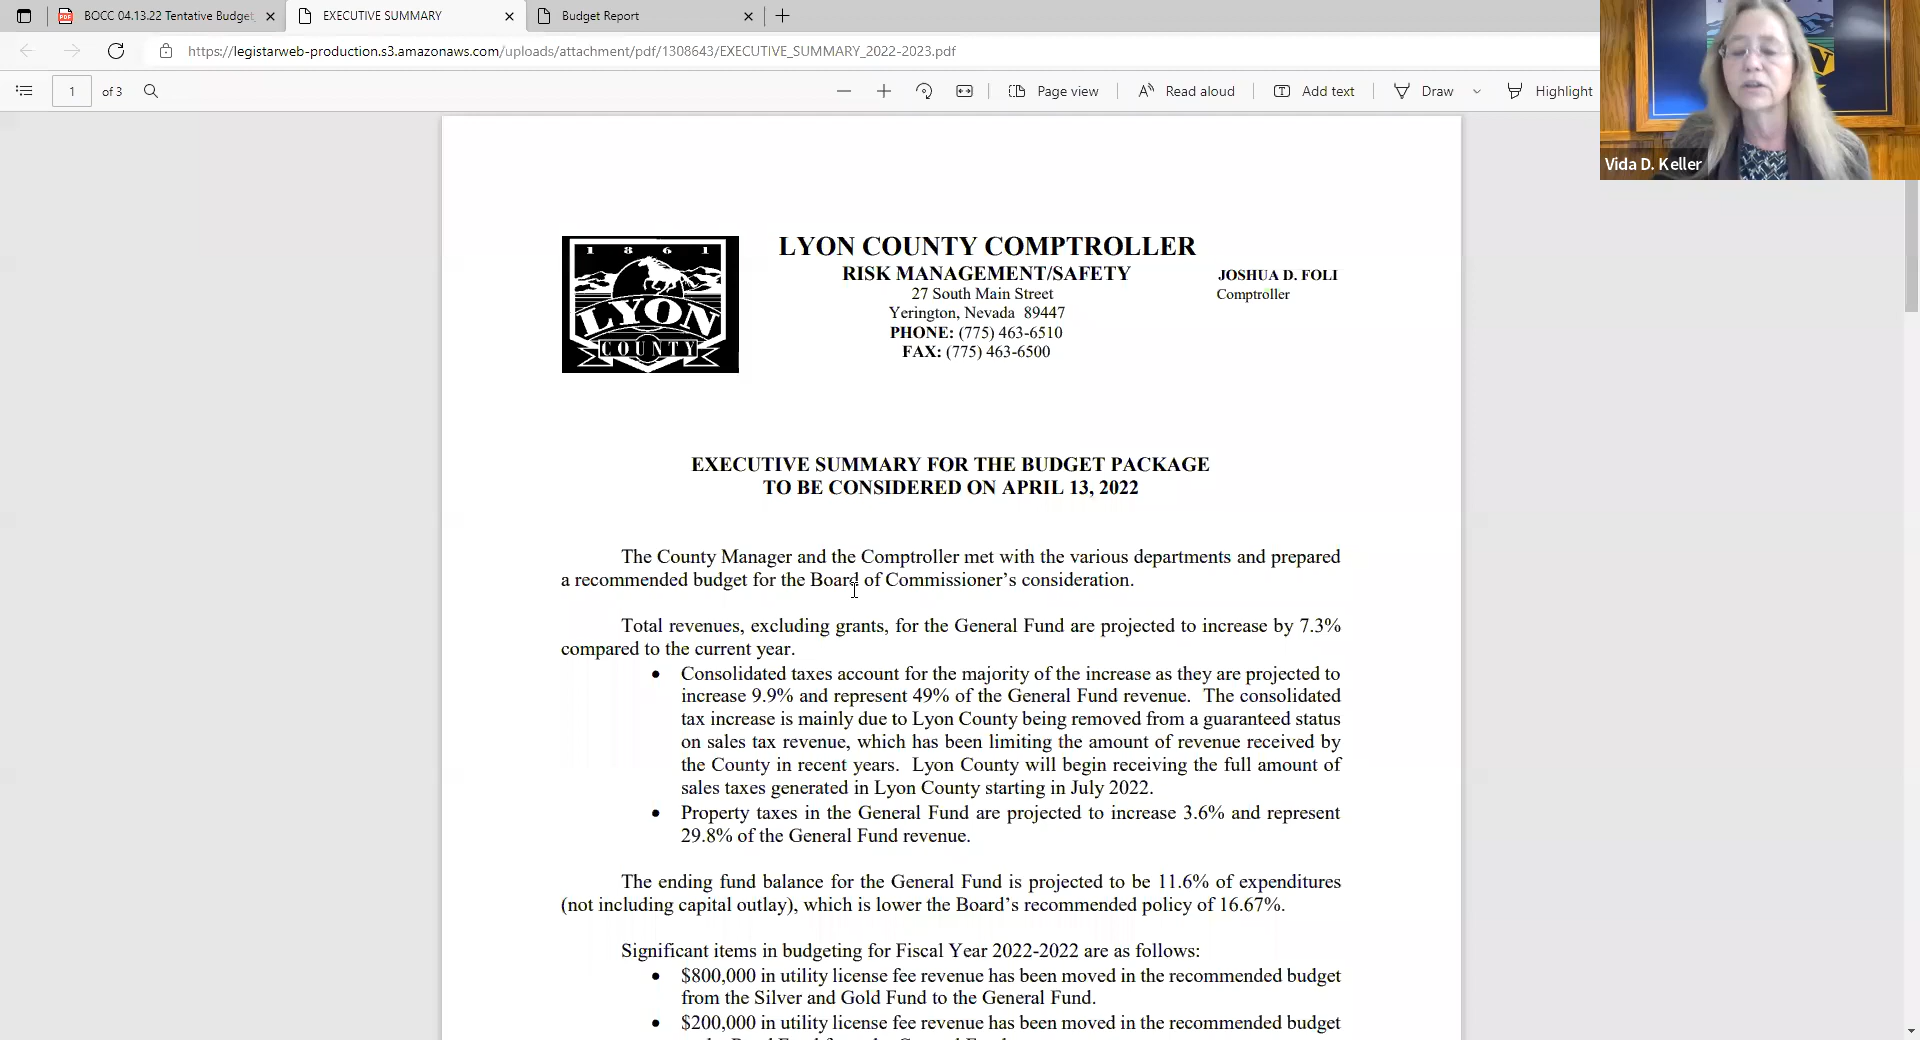 BOCC 04.13.22 Tentative Budget
EXECUTIVE SUMMARY
Budget Report
https://legistarweb-production.s3.amazonaws.com/uploads/attachment/pdf/1308643/EXECUTIVE_SUMMARY_2022-2023.pdf
1 of 3
Page view
Read aloud
Add text
Draw
Highlight
Vida D. Keller
1861
LYON
COUNTY
LYON COUNTY COMPTROLLER
RISK MANAGEMENT/SAFETY
27 South Main Street
Yerington, Nevada 89447
PHONE: (775) 463-6510
FAX: (775) 463-6500
JOSHUA D. FOLI
Comptroller
EXECUTIVE SUMMARY FOR THE BUDGET PACKAGE
TO BE CONSIDERED ON APRIL 13, 2022
The County Manager and the Comptroller met with the various departments and prepared
a recommended budget for the Board of Commissioner's consideration.
Total revenues, excluding grants, for the General Fund are projected to increase by 7.3%
compared to the current year.
• Consolidated taxes account for the majority of the increase as they are projected to
increase 9.9% and represent 49% of the General Fund revenue. The consolidated
tax increase is mainly due to Lyon County being removed from a guaranteed status
on sales tax revenue, which has been limiting the amount of revenue received by
the County in recent years. Lyon County will begin receiving the full amount of
sales taxes generated in Lyon County starting in July 2022.
• Property taxes in the General Fund are projected to increase 3.6% and represent
29.8% of the General Fund revenue.
The ending fund balance for the General Fund is projected to be 11.6% of expenditures
(not including capital outlay), which is lower the Board's recommended policy of 16.67%.
Significant items in budgeting for Fiscal Year 2022-2022 are as follows:
• $800,000 in utility license fee revenue has been moved in the recommended budget
from the Silver and Gold Fund to the General Fund.
• $200,000 in utility license fee revenue has been moved in the recommended budget